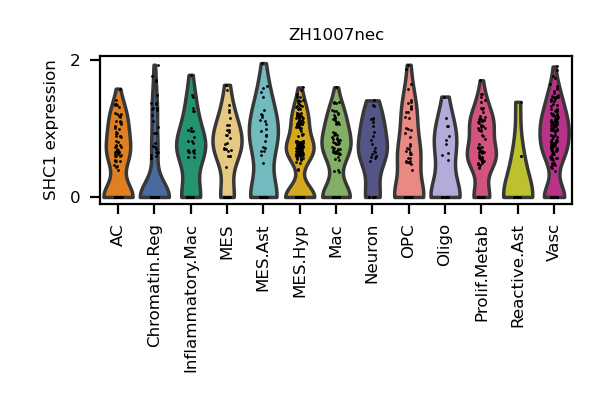 ZH1007nec
SHC1 expression
2
0
AC
Chromatin.Reg
Inflammatory.Mac
MES
MES.Ast
MES.Hyp
Mac
Neuron
OPC
Oligo
Prolif.Metab
Reactive.Ast
Vasc